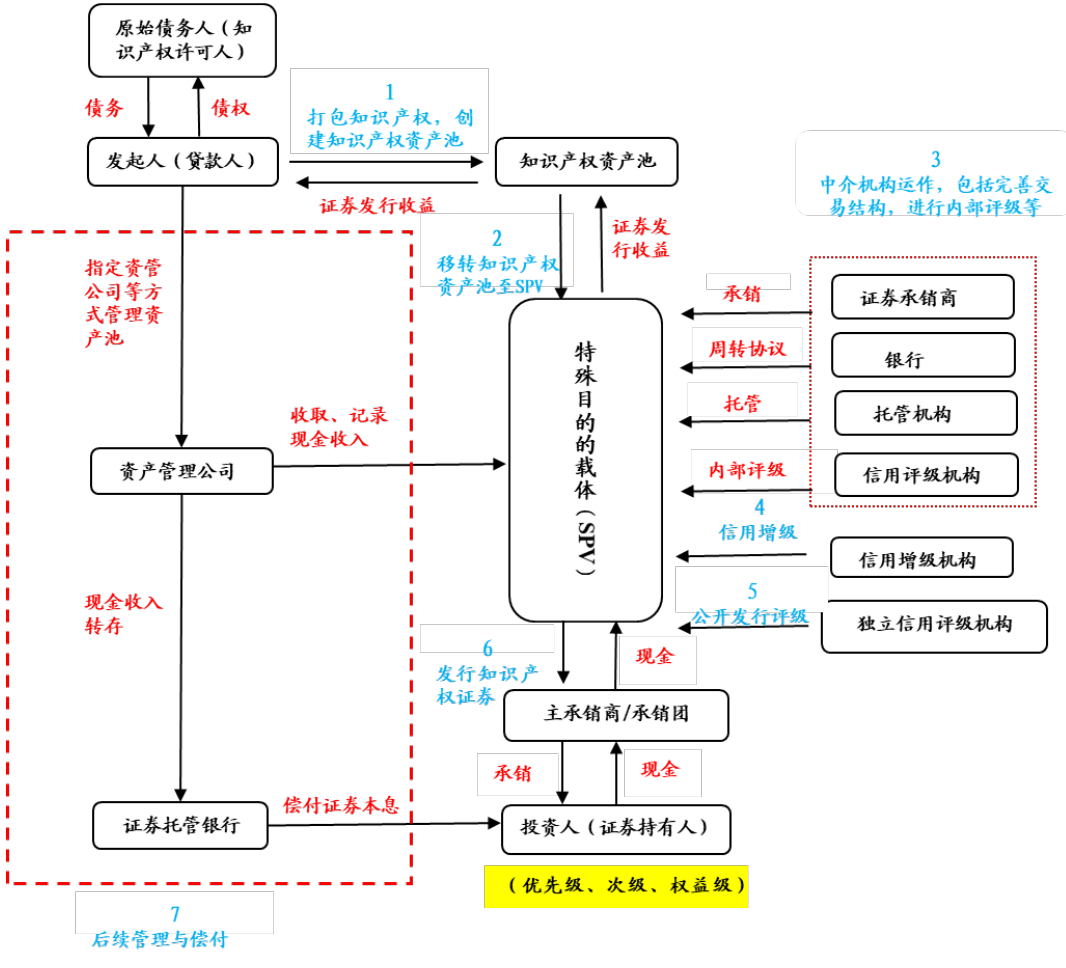 原始债务人（知
识产权许可人）
债务
债权
1
打包知识产权，创
建知识产权资产池
发起人（贷款人）
知识产权资产池
3
中介机构运作，包括完善交
易结构，进行内部评级等
证券发行收益
2
移转知识产权
资产池至SPV
证券发
行收益
指定资管
公司等方
式管理资
产池
承销
证券承销商
周转协议
银行
托管
托管机构
内部评级
信用评级机构
特殊目的的载体（SPV）
收取、记录
现金收入
资产管理公司
4
信用增级
信用增级机构
5
公开发行评级
独立信用评级机构
现金收入
转存
6
发行知识产
权证券
现金
主承销商/承销团
承销
现金
证券托管银行
偿付证券本息
投资人（证券持有人）
（优先级、次级、权益级）
7
后续管理与偿付